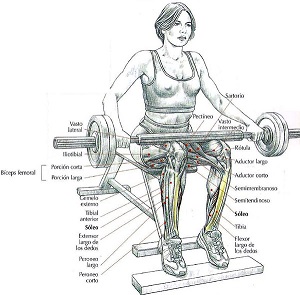 Sartorio
Pectíneo
Vasto
intermedio
Vasto
lateral
Iliotibial
Bíceps femoral
Porción corta
Porción larga
Gemelo
externo
Tibial
anterior
Sóleo
Extensor
largo de
los dedos
Peroneo
largo
Peroneo
corto
Rótula
Aductor largo
Aductor corto
Semimembranoso
Semitendinoso
Sóleo
Tibia
Flexor
largo de
los dedos